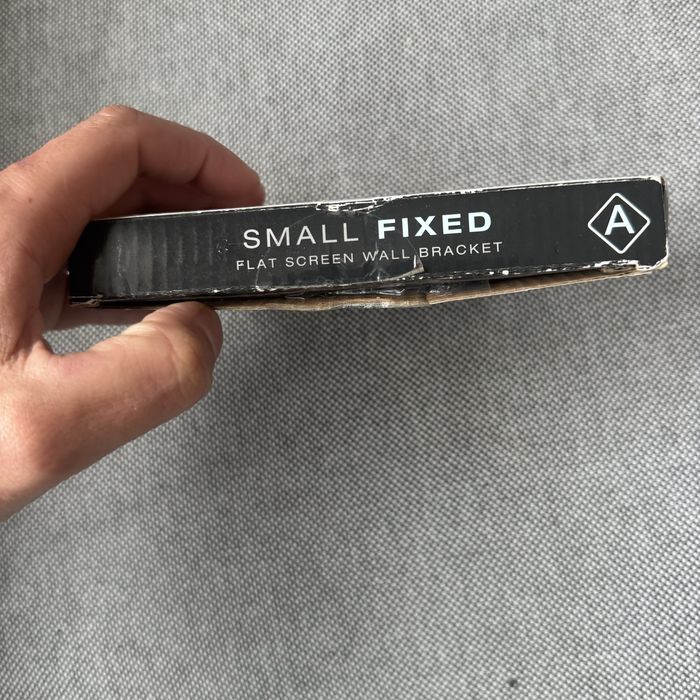 SMALL FIXED
FLAT SCREEN WALL BRACKET
A